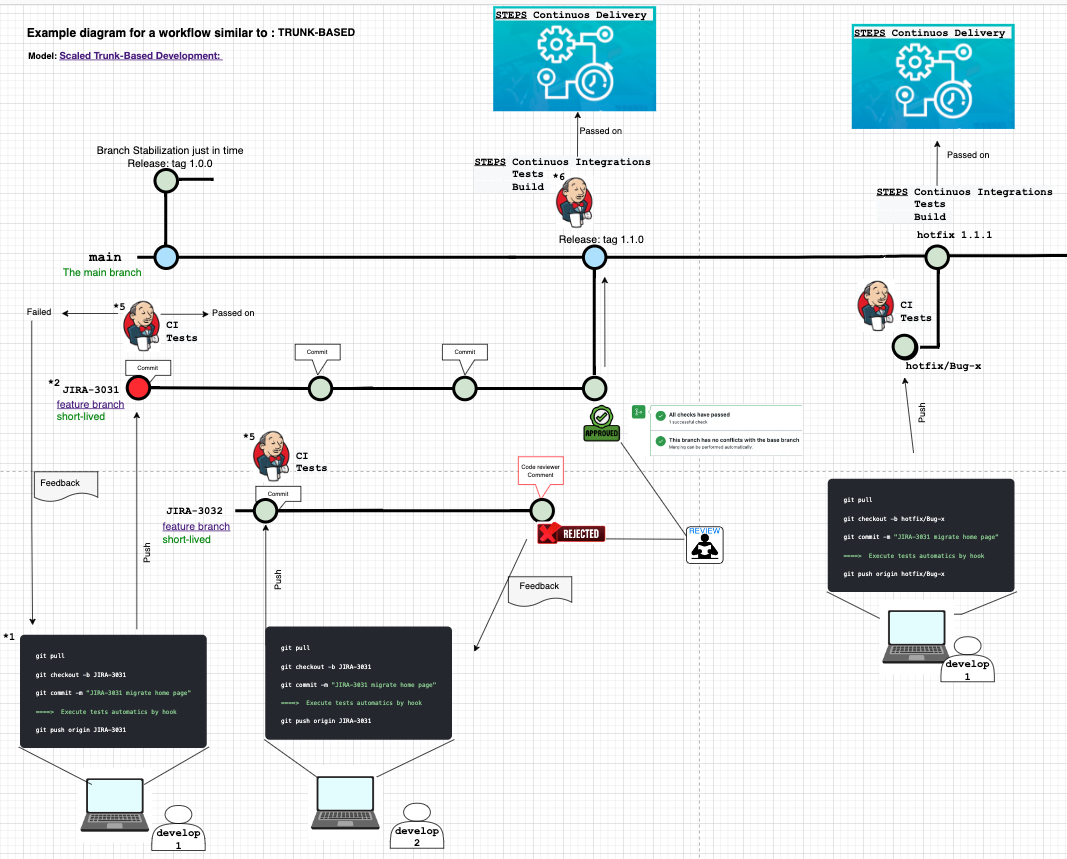 STEPS Continuos Delivery
STEPS Continuos Delivery
Example diagram for a workflow similar to : TRUNK-BASED
Model: Scaled Trunk-Based Development:
Passed on
Passed on
Branch Stabilization just in time
Release: tag 1.0.0
STEPS Continuos Integrations
Tests
Build
*6
STEPS Continuos Integrations
Tests
Build
Release: tag 1.1.0
hotfix 1.1.1
main
The main branch
Failed
*5
Passed on
CI
Tests
CI
Tests
hotfix/Bug-x
Commit
Commit
Commit
*2
JIRA-3031
feature branch
short-lived
APPROVED
All checks have passed
1 successful check
This branch has no conflicts with the base branch
Merging can be performed automatically.
Push
*5
CI
Tests
Code reviewer
Comment
Feedback
Commit
JIRA-3032
feature branch
short-lived
REJECTED
REVIEW
Push
Push
Feedback
git pull
git checkout -b hotfix/Bug-x
git commit -m "JIRA-3031 migrate home page"
====> Execute tests automatics by hook
git push origin hotfix/Bug-x
develop
1
*1
git pull
git checkout -b JIRA-3031
git commit -m "JIRA-3031 migrate home page"
====> Execute tests automatics by hook
git push origin JIRA-3031
git pull
git checkout -b JIRA-3031
git commit -m "JIRA-3031 migrate home page"
====> Execute tests automatics by hook
git push origin JIRA-3031
develop
1
develop
2